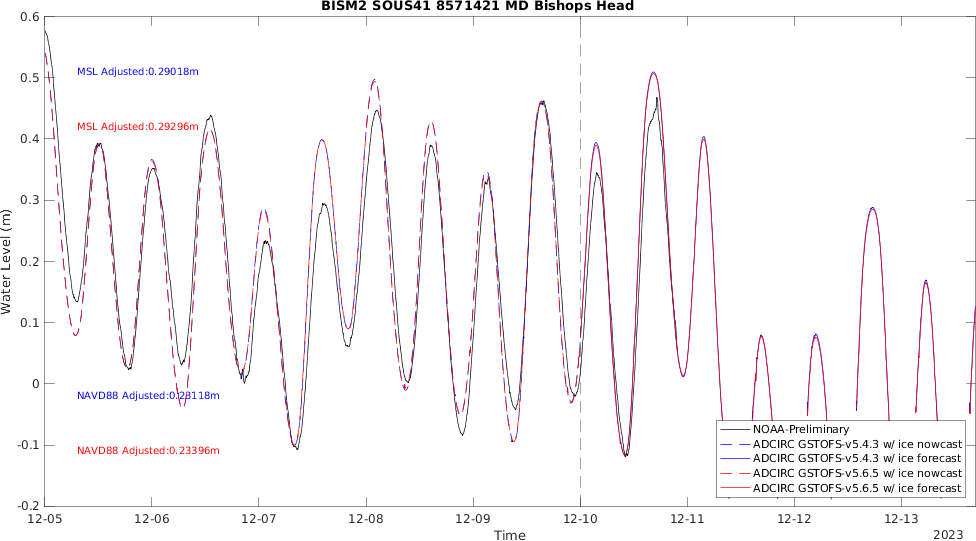 BISM2 SOUS41 8571421 MD Bishops Head
0.6
0.5
0.4
0.3
0.2
0.1
0
-0.1
-0.2
Water Level (m)
MSL Adjusted:0.29018m
MSL Adjusted:0.29296m
NAVD88 Adjusted:0.23118m
NAVD88 Adjusted:0.23396m
NOAA-Preliminary
ADCIRC GSTOFS-v5.4.3 w/ ice nowcast
ADCIRC GSTOFS-v5.4.3 w/ ice forecast
ADCIRC GSTOFS-v5.6.5 w/ ice nowcast
ADCIRC GSTOFS-v5.6.5 w/ ice forecast
12-05 12-06 12-07 12-08 12-09 12-10 12-11 12-12 12-13
Time
2023